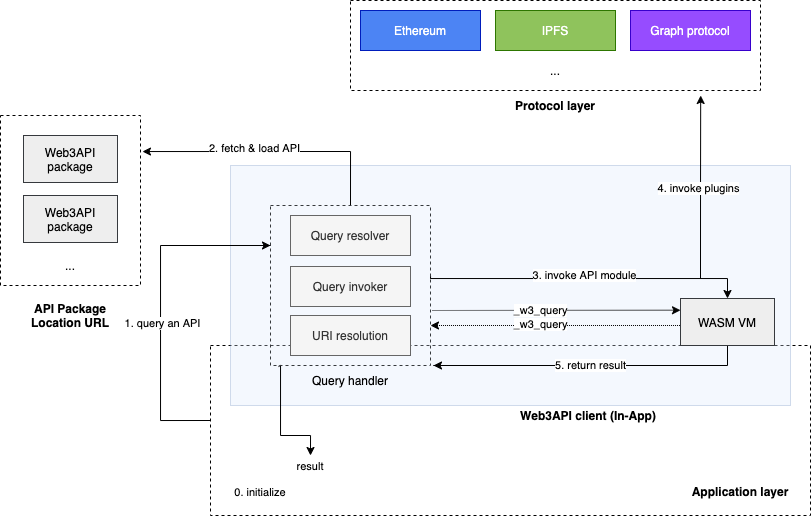 Ethereum
IPFS
Graph protocol
...
Protocol layer
2. fetch & load API
Web3API
package
Web3API
package
...
API Package
Location URL
4. invoke plugins
Query resolver
Query invoker
URI resolution
Query handler
3. invoke API module
_w3_query
_w3_query
WASM VM
1. query an API
5. return result
Web3API client (In-App)
result
0. initialize
Application layer